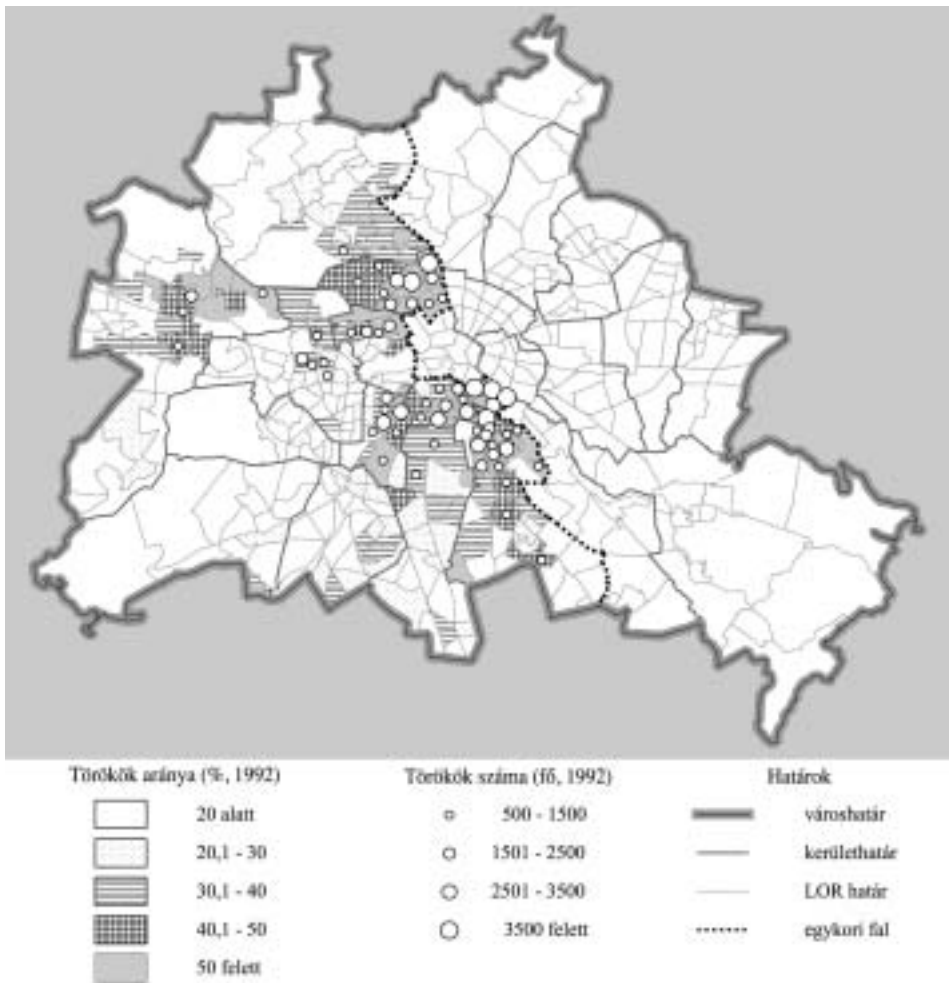 Törökök aránya (%, 1992)
20 alatt
20,1 - 30
30,1 - 40
40,1 - 50
50 felett
Törökök száma (fő, 1992)
500 - 1500
1501 - 2500
2501 - 3500
3500 felett
Határok
városhatár
kerülethatár
LOR határ
egykori fal